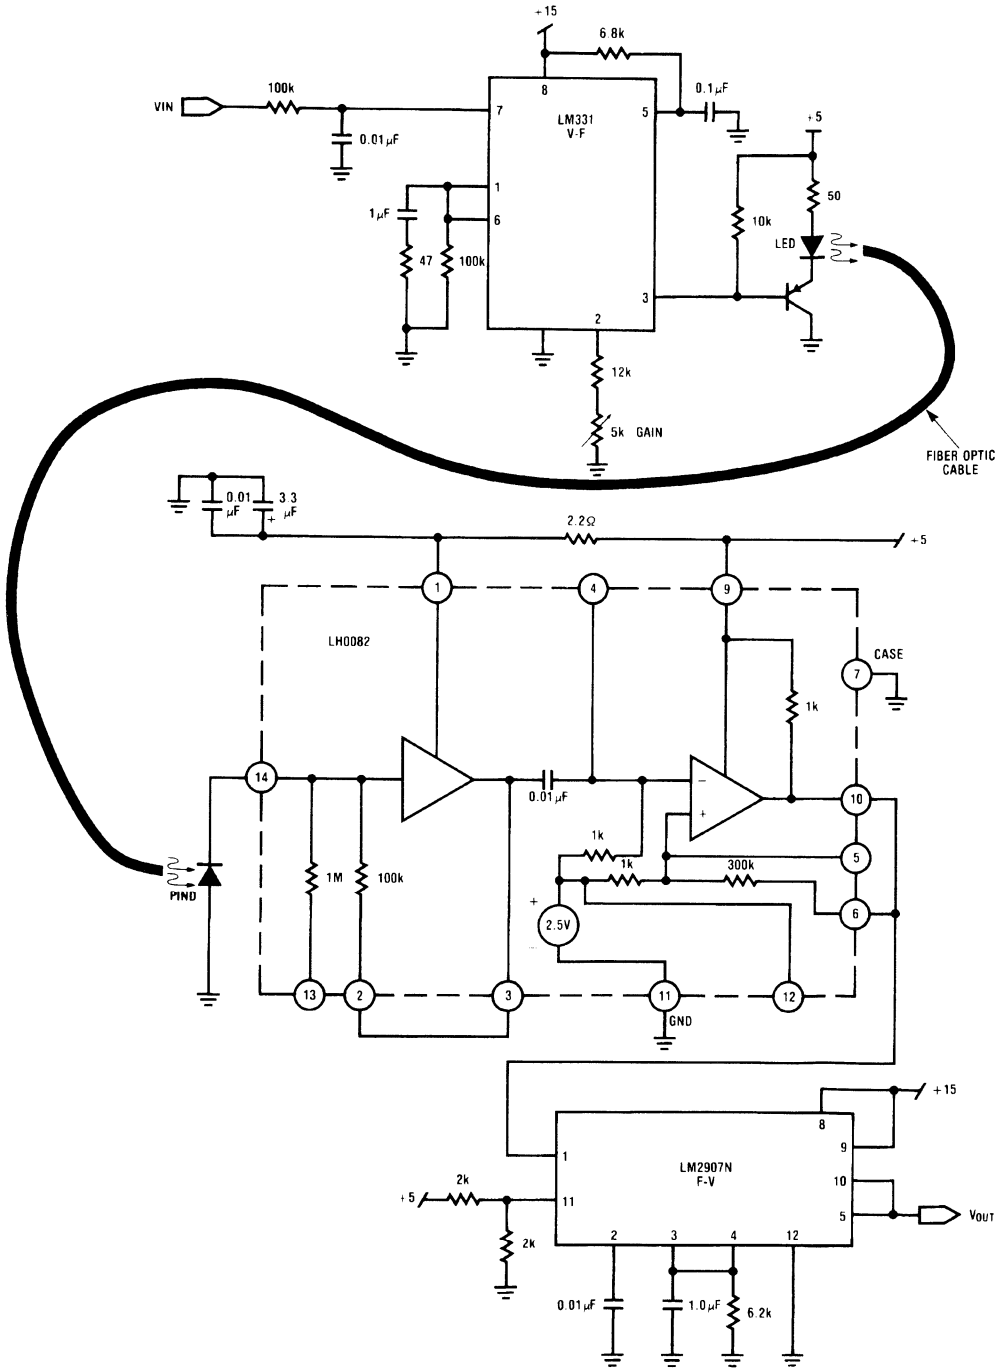 +15
6.8k
100k
VIN
0.01µF
8
7
LM331
V-F
5
0.1µF
+5
1
1µF
6
47
100k
10k
50
LED
3
2
12k
5k GAIN
FIBER OPTIC
CABLE
0.01
µF
3.3
µF
+
2.2Ω
+5
1
4
9
LH0082
CASE
7
1k
14
0.01µF
−
+
10
1k
1k
300k
5
6
1M
100k
PIND
+
2.5V
−
13
2
3
11
12
GND
+15
8
9
1
LM2907N
F-V
10
+5
2k
11
5
VOUT
2k
2
3
4
12
0.01µF
1.0µF
6.2k